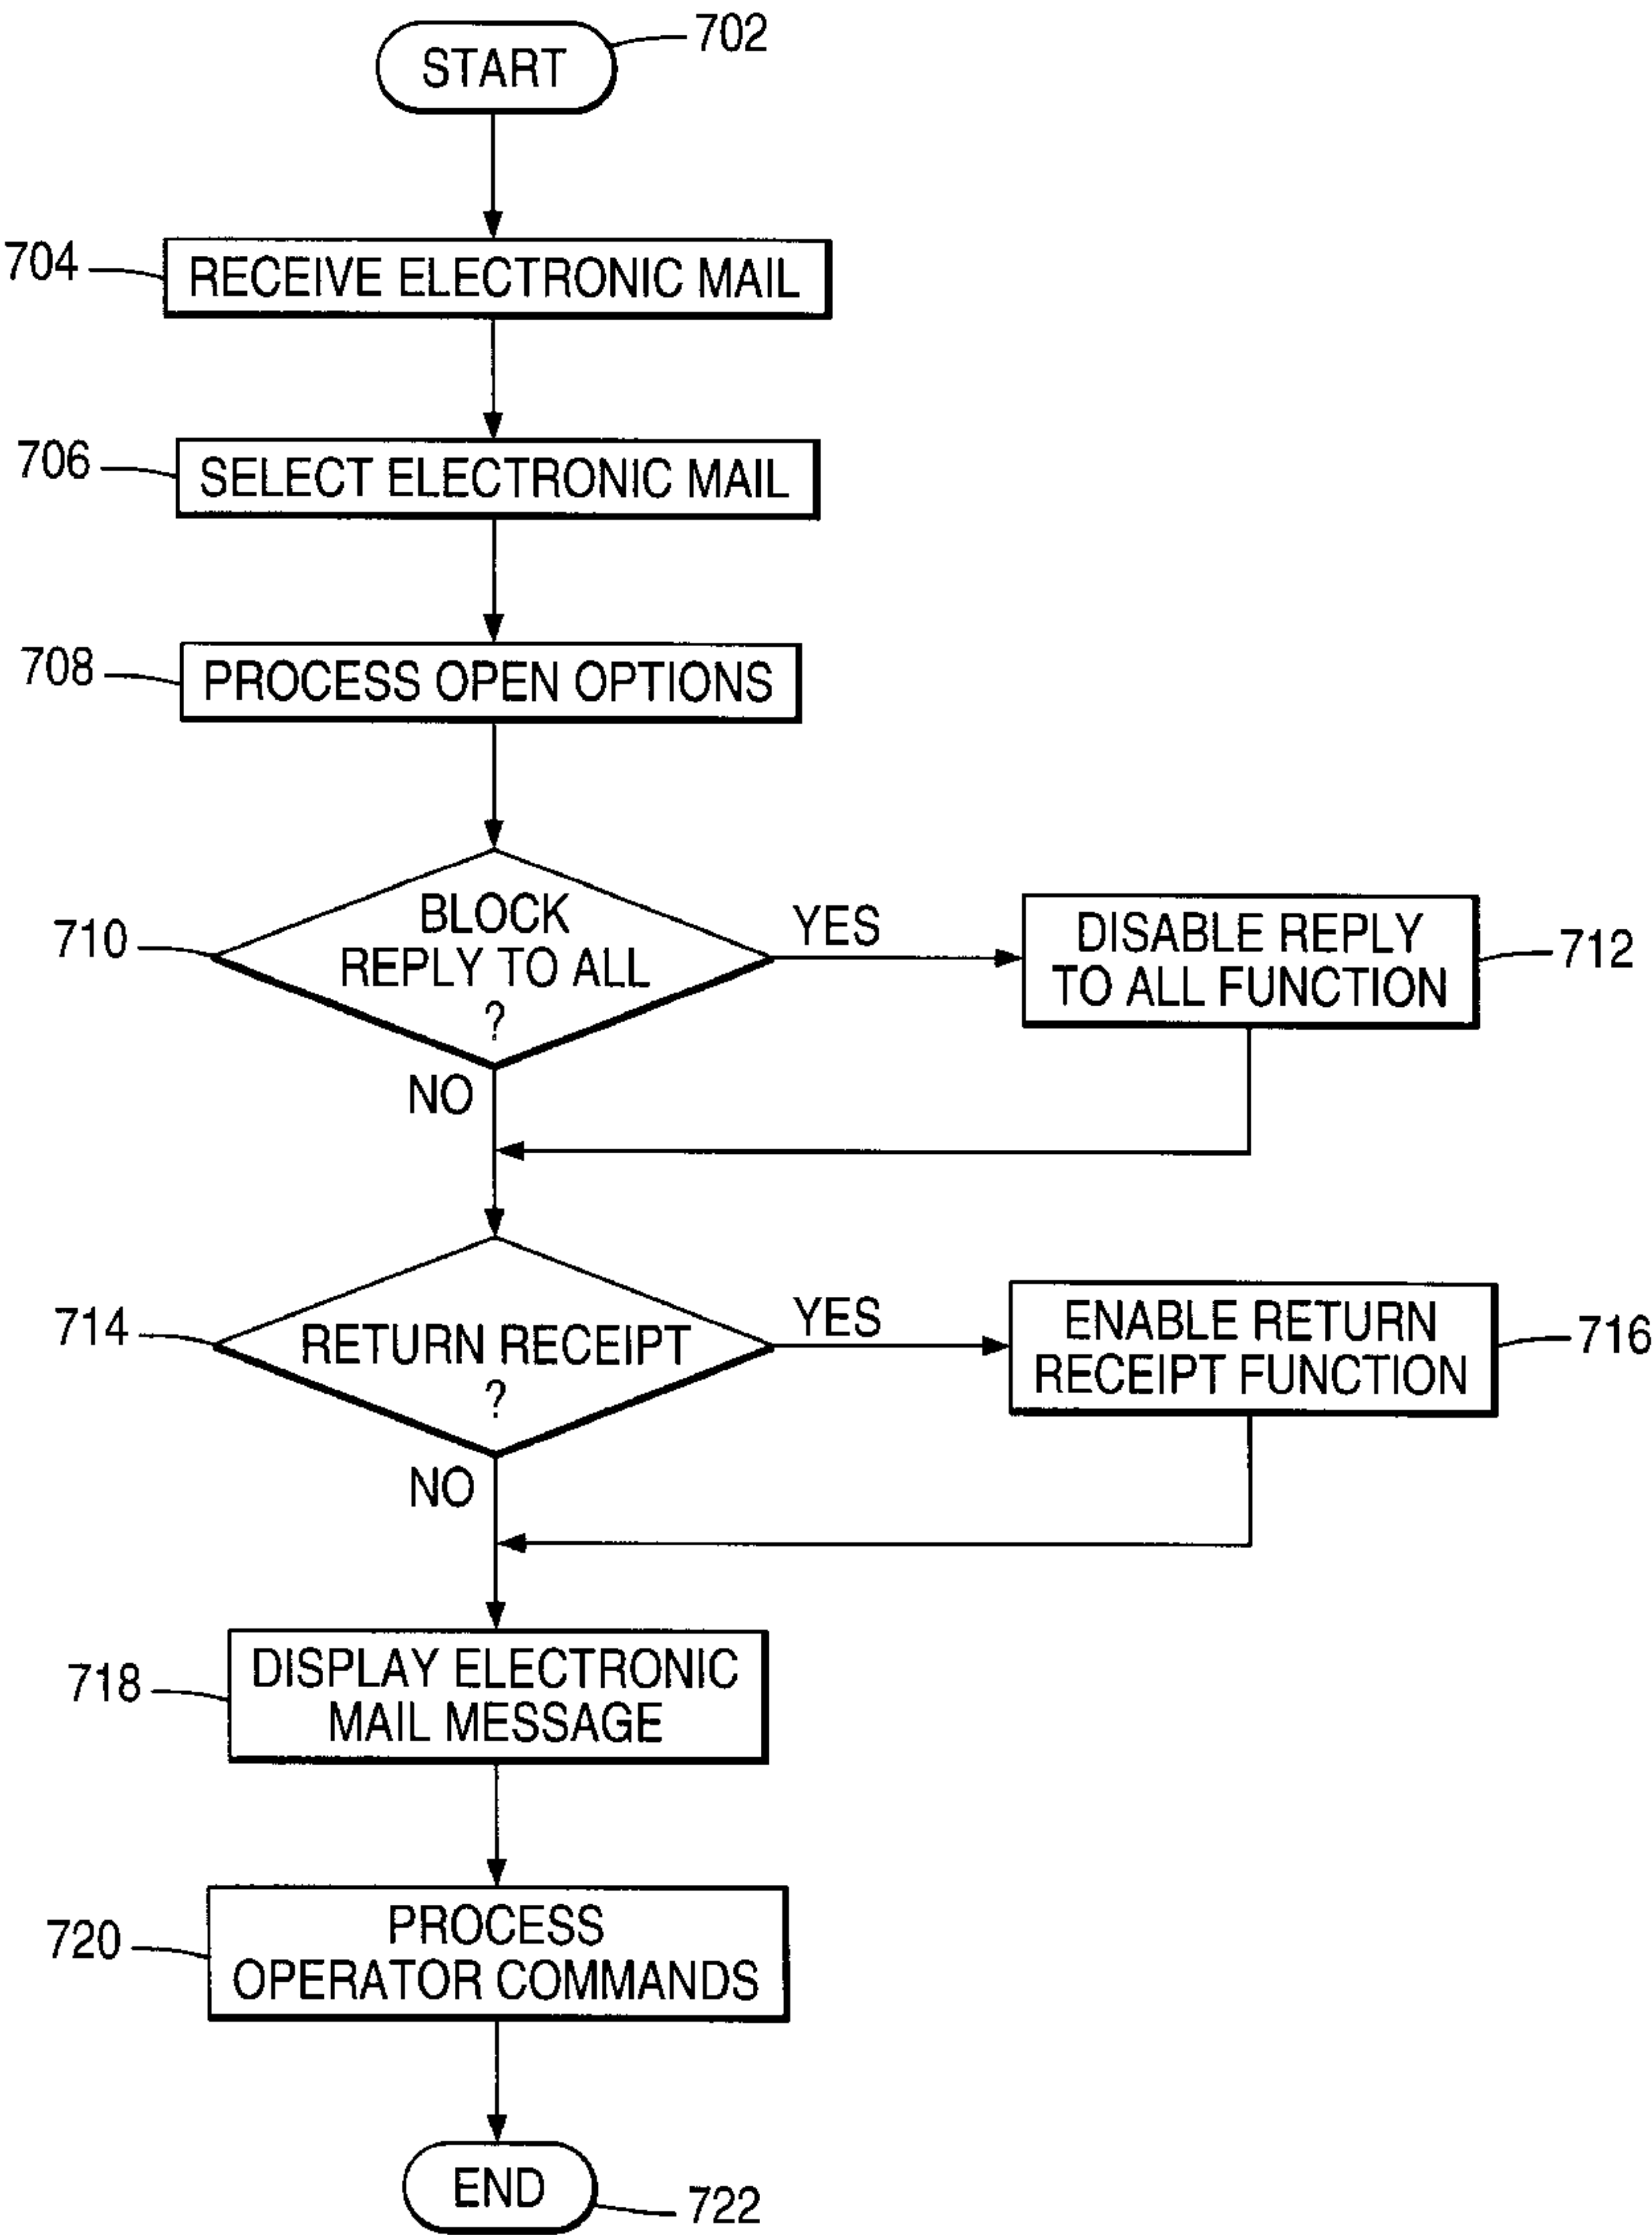 START
702
704
RECEIVE ELECTRONIC MAIL
706
SELECT ELECTRONIC MAIL
708
PROCESS OPEN OPTIONS
710
BLOCK
REPLY TO ALL
?
YES
DISABLE REPLY
TO ALL FUNCTION
712
NO
714
RETURN RECEIPT
?
YES
ENABLE RETURN
RECEIPT FUNCTION
716
NO
718
DISPLAY ELECTRONIC
MAIL MESSAGE
720
PROCESS
OPERATOR COMMANDS
END
722